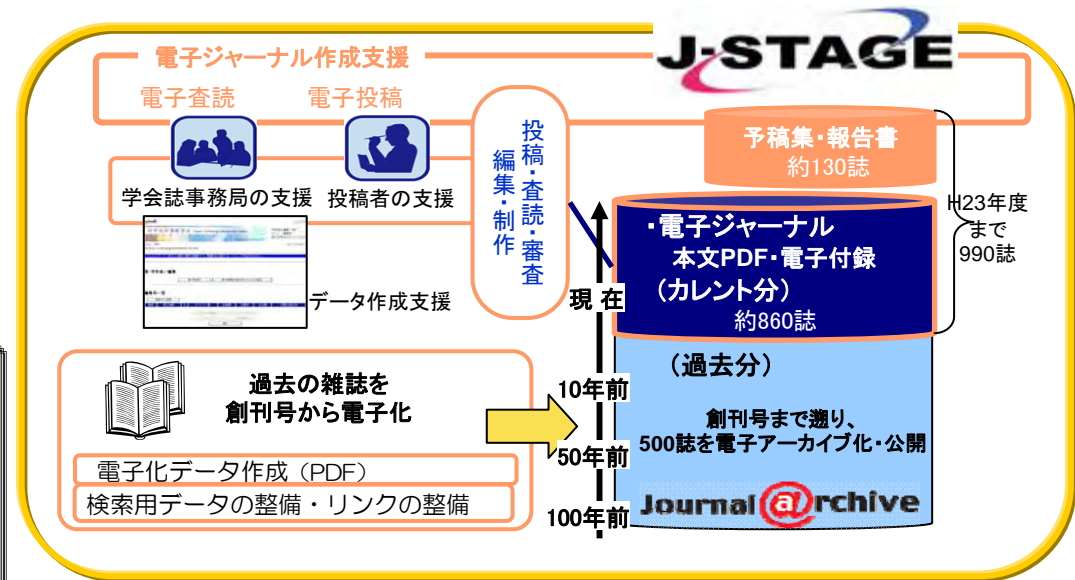 J-STAGE
電子ジャーナル作成支援
電子査読
電子投稿
学会誌事務局の支援
投稿者の支援
データ作成支援
投稿・査読・審査
編集・制作
予稿集・報告書
約130誌
H23年度
まで
990誌
・電子ジャーナル
本文PDF・電子付録
（カレント分）
約860誌
現在
10年前
50年前
100年前
（過去分）
創刊号まで遡り、
500誌を電子アーカイブ化・公開
Journal@rchive
過去の雑誌を
創刊号から電子化
電子化データ作成（PDF）
検索用データの整備・リンクの整備